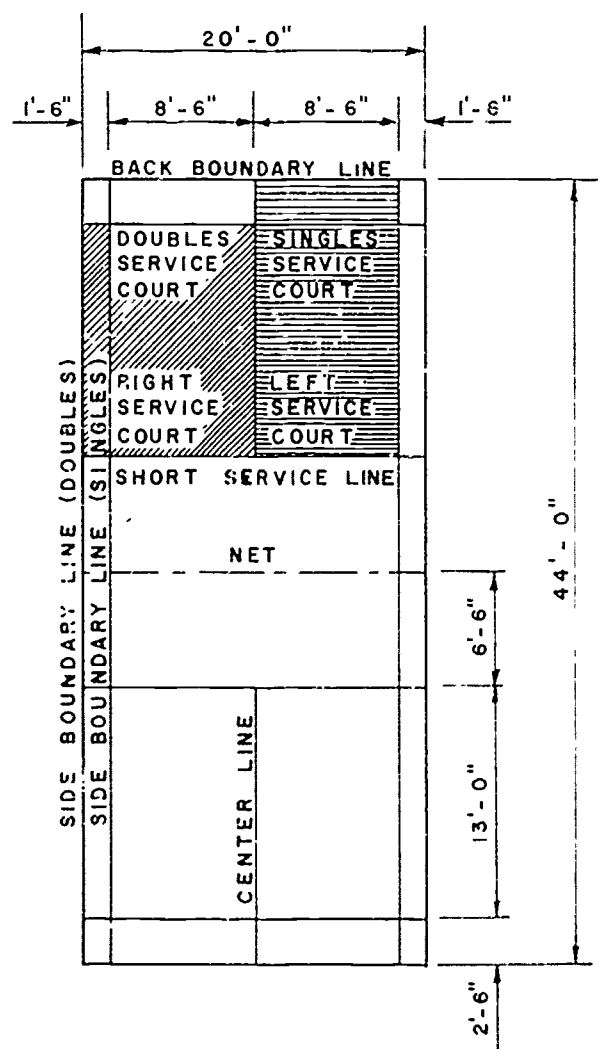 20'-0"
1'-6" 8'-6" 8'-6" 1'-6"
BACK BOUNDARY LINE
DOUBLES
SERVICE
COURT
SINGLES
SERVICE
COURT
RIGHT
SERVICE
COURT
LEFT
SERVICE
COURT
SHORT SERVICE LINE
NET
SIDE BOUNDARY LINE (DOUBLES)
SIDE BOUNDARY LINE (SINGLES)
CENTER LINE
44'-0"
6'-6"
13'-0"
2'-6"